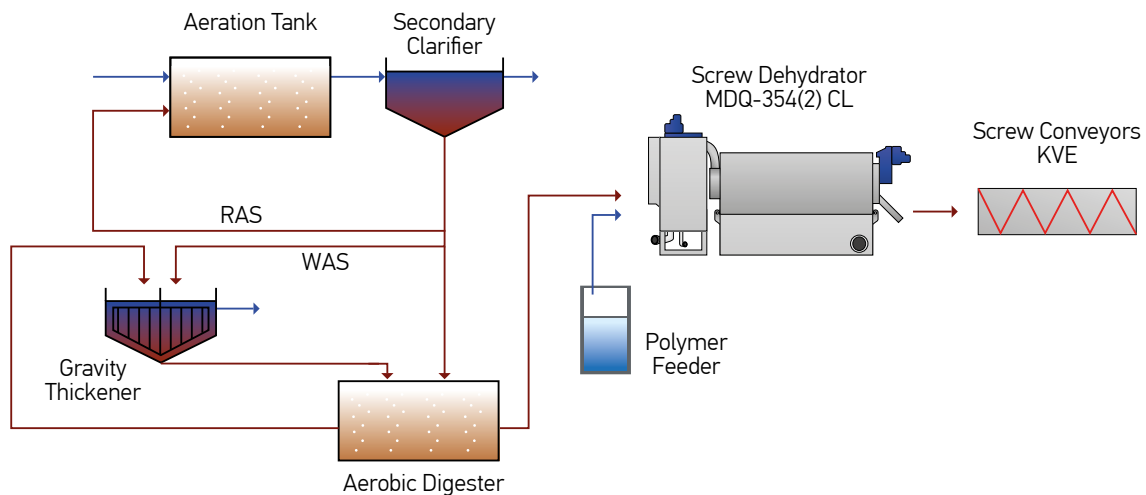 Aeration Tank
Secondary
Clarifier
Screw Dehydrator
MDQ-354(2) CL
Screw Conveyors
KVE
RAS
WAS
Polymer
Feeder
Gravity
Thickener
Aerobic Digester